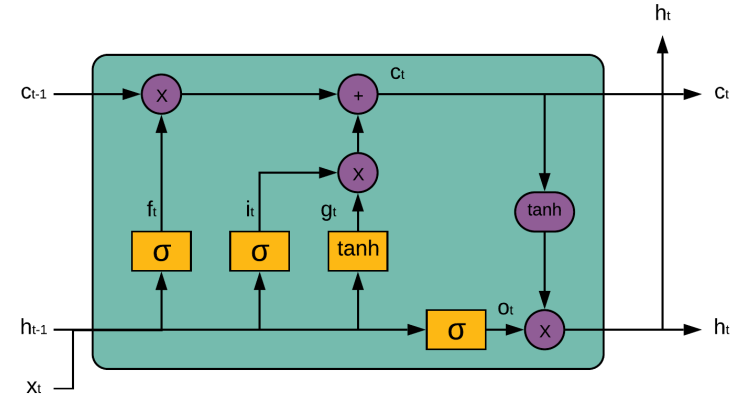 ht
ct-1 X + ct ct
X
ft it gt tanh
σ σ tanh
ht-1 σ ot X ht
xt